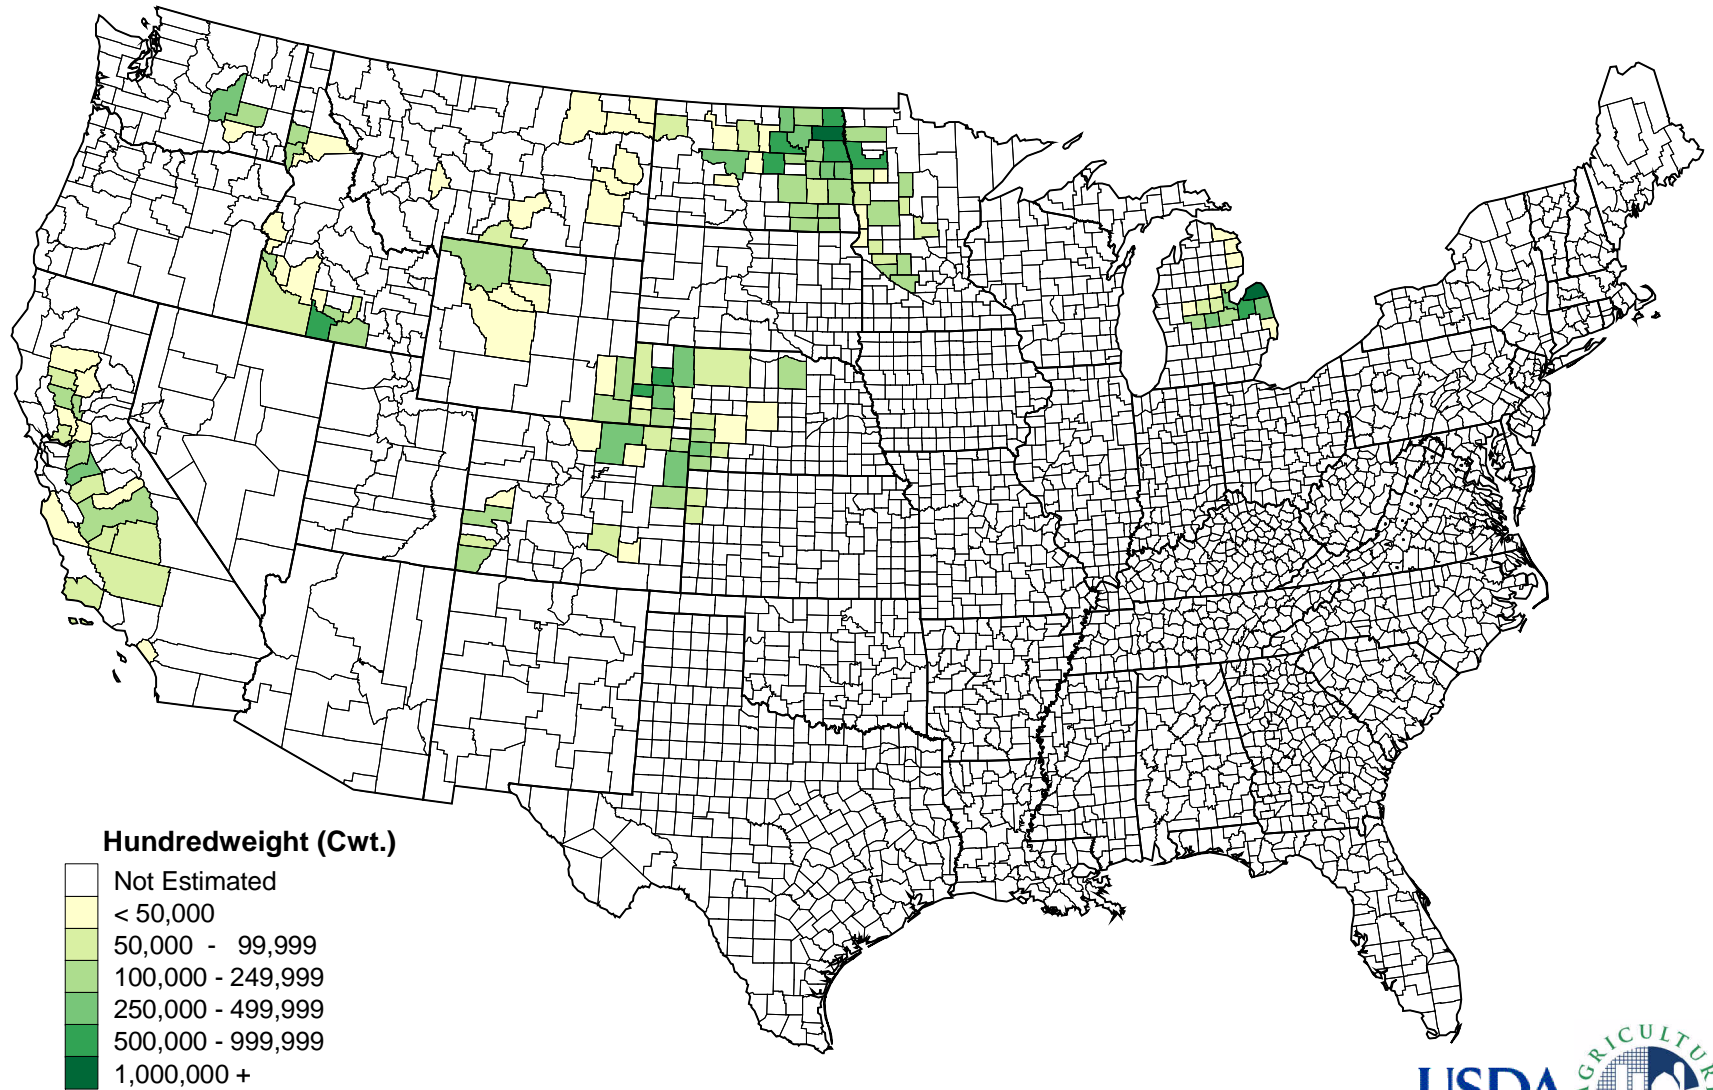 Hundredweight (Cwt.)
Not Estimated
< 50,000
50,000 - 99,999
100,000 - 249,999
250,000 - 499,999
500,000 - 999,999
1,000,000 +
USDA
AGRICULTUR